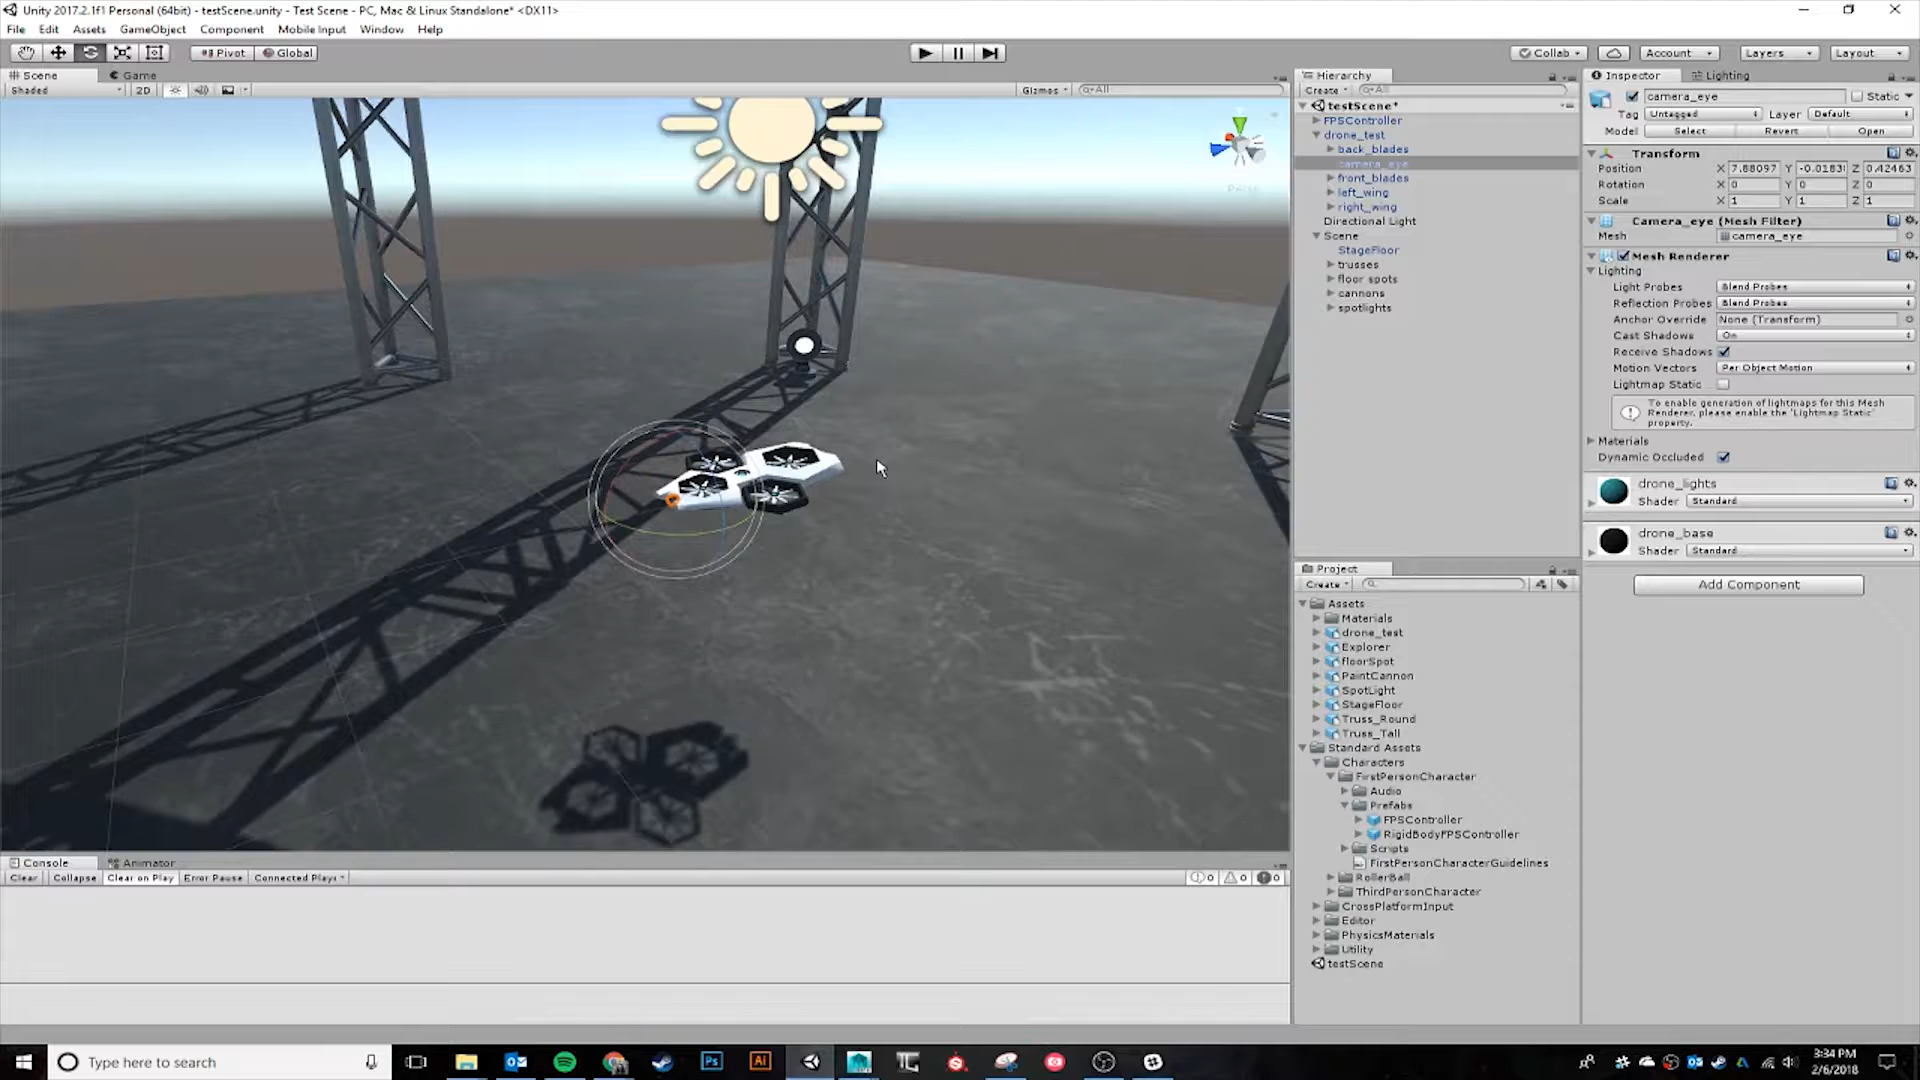 Unity 2017.2.1f1 Personal (64bit) - testScene.unity - Test Scene - PC, Mac & Linux Standalone* <DX11>
File Edit Assets GameObject Component Mobile Input Window Help
Pivot Global Collab Account Layers Layout
Scene Game
Shaded 2D Gizmos All
Hierarchy
Create All
testScene*
FPSController
drone_test
back_blades
camera_eye
front_blades
left_wing
right_wing
Directional Light
Scene
StageFloor
trusses
floor spots
cannons
spotlights
Inspector Lighting
camera_eye Static
Tag Untagged Layer Default
Model Select Revert Open
Transform
Position X 7.88097 Y -0.0183 Z 0.42463
Rotation X 0 Y 0 Z 0
Scale X 1 Y 1 Z 1
Camera_eye (Mesh Filter)
Mesh camera_eye
Mesh Renderer
Lighting
Light Probes Blend Probes
Reflection Probes Blend Probes
Anchor Override None (Transform)
Cast Shadows On
Receive Shadows
Motion Vectors Per Object Motion
Lightmap Static
To enable generation of lightmaps for this Mesh
Renderer, please enable the 'Lightmap Static'
property.
Materials
Dynamic Occluded
drone_lights
Shader Standard
drone_base
Shader Standard
Add Component
Project
Create
Assets
Materials
drone_test
Explorer
floorSpot
PaintCannon
SpotLight
StageFloor
Truss_Round
Truss_Tall
Standard Assets
Characters
FirstPersonCharacter
Audio
Prefabs
FPSController
RigidBodyFPSController
Scripts
FirstPersonCharacterGuidelines
RollerBall
ThirdPersonCharacter
CrossPlatformInput
Editor
PhysicsMaterials
Utility
testScene
Console Animator
Clear Collapse Clear on Play Error Pause Connected Playe 0 0 0
Type here to search
Ps Ai
3:34 PM
2/6/2018